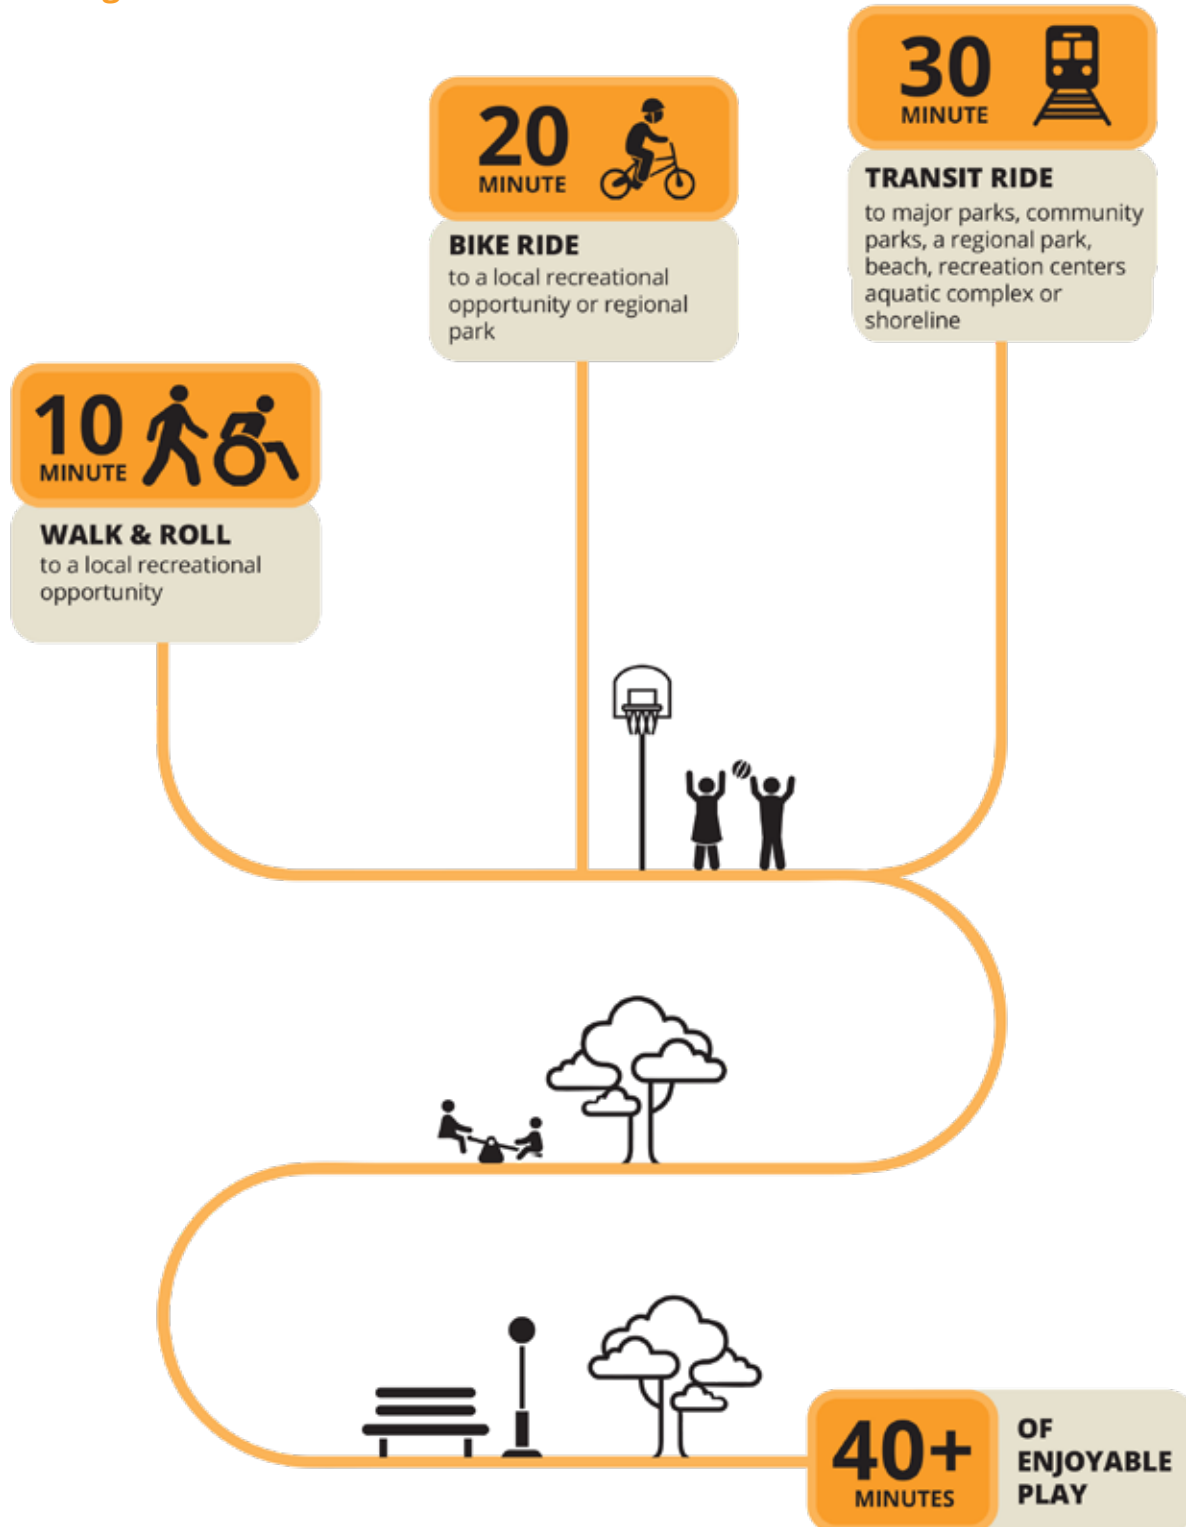 10
MINUTE
WALK & ROLL
to a local recreational
opportunity
20
MINUTE
BIKE RIDE
to a local recreational
opportunity or regional
park
30
MINUTE
TRANSIT RIDE
to major parks, community
parks, a regional park,
beach, recreation centers
aquatic complex or
shoreline
40+
MINUTES
OF
ENJOYABLE
PLAY